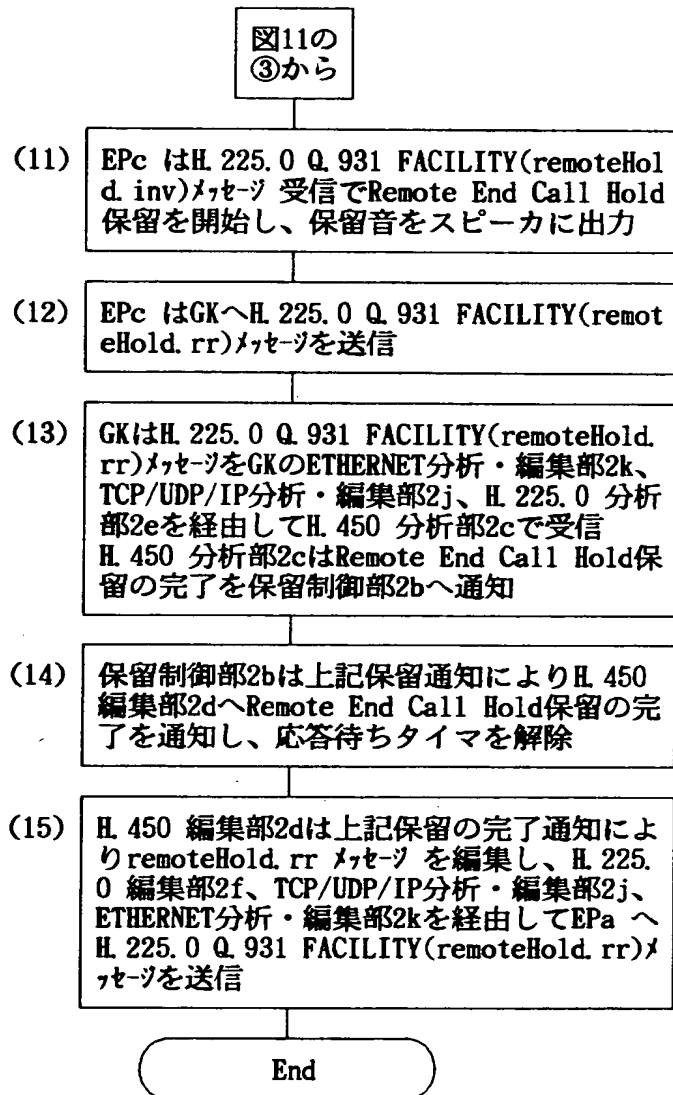 図11の
③から
(11) EPc はH.225.0 Q.931 FACILITY(remoteHol
d.inv)ﾒｯｾｰｼﾞ 受信でRemote End Call Hold
保留を開始し、保留音をスピーカに出力
(12) EPc はGKへH.225.0 Q.931 FACILITY(remot
eHold.rr)ﾒｯｾｰｼﾞを送信
(13) GKはH.225.0 Q.931 FACILITY(remoteHold.
rr)ﾒｯｾｰｼﾞをGKのETHERNET分析・編集部2k、
TCP/UDP/IP分析・編集部2j、H.225.0 分析
部2eを経由してH.450 分析部2cで受信
H.450 分析部2cはRemote End Call Hold保
留の完了を保留制御部2bへ通知
(14) 保留制御部2bは上記保留通知によりH.450
編集部2dへRemote End Call Hold保留の完
了を通知し、応答待ちタイマを解除
(15) H.450 編集部2dは上記保留の完了通知によ
りremoteHold.rr ﾒｯｾｰｼﾞ を編集し、H.225.
0 編集部2f、TCP/UDP/IP分析・編集部2j、
ETHERNET分析・編集部2kを経由してEPa へ
H.225.0 Q.931 FACILITY(remoteHold.rr)ﾒ
ｯｾｰｼﾞを送信
End